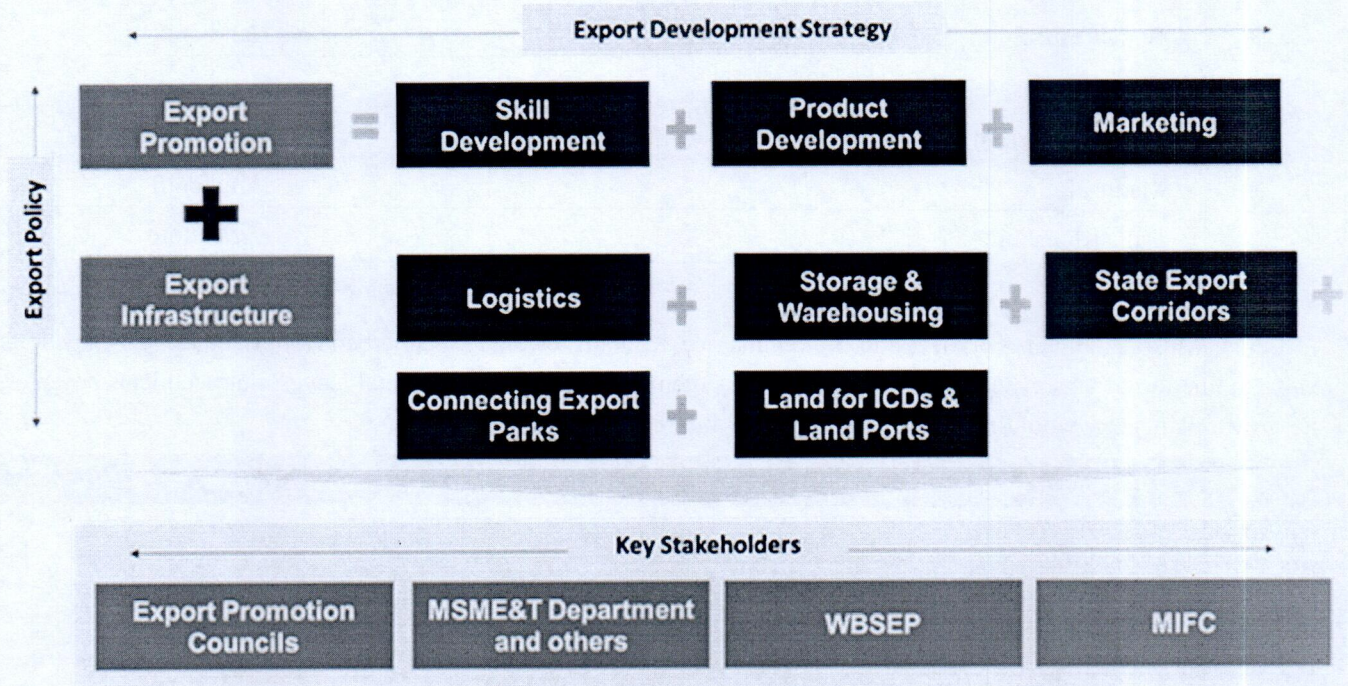 Export Development Strategy
Export Policy
Export
Promotion
=
Skill
Development
+
Product
Development
+
Marketing
+
Export
Infrastructure
Logistics
+
Storage &
Warehousing
+
State Export
Corridors
+
Connecting Export
Parks
+
Land for ICDs &
Land Ports
Key Stakeholders
Export Promotion
Councils
MSME&T Department
and others
WBSEP
MIFC